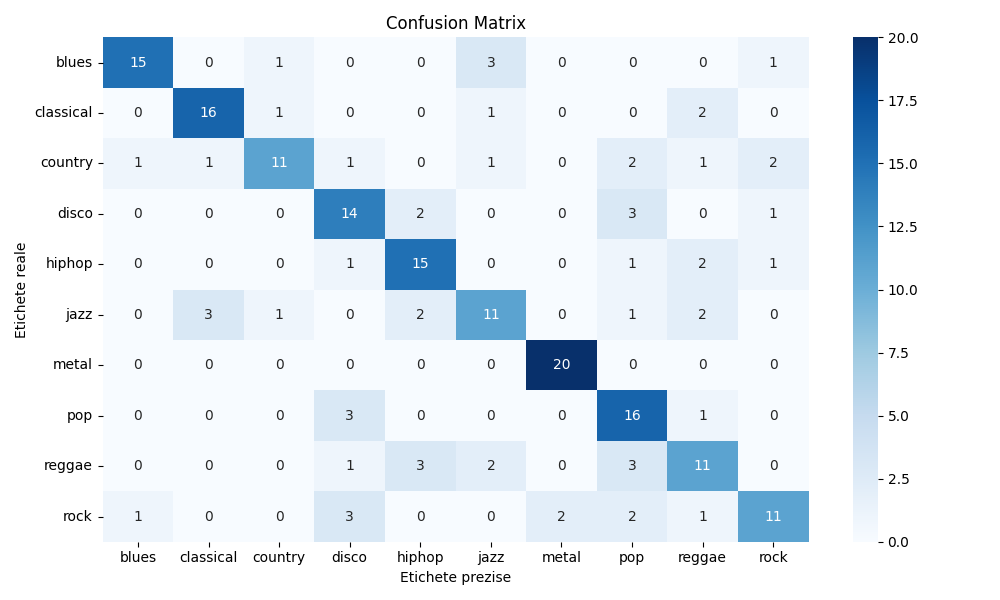 Confusion Matrix
Etichete reale
blues 15 0 1 0 0 3 0 0 0 1
classical 0 16 1 0 0 1 0 0 2 0
country 1 1 11 1 0 1 0 2 1 2
disco 0 0 0 14 2 0 0 3 0 1
hiphop 0 0 0 1 15 0 0 1 2 1
jazz 0 3 1 0 2 11 0 1 2 0
metal 0 0 0 0 0 0 20 0 0 0
pop 0 0 0 3 0 0 0 16 1 0
reggae 0 0 0 1 3 2 0 3 11 0
rock 1 0 0 3 0 0 2 2 1 11
blues classical country disco hiphop jazz metal pop reggae rock
Etichete prezise
20.0
17.5
15.0
12.5
10.0
7.5
5.0
2.5
0.0